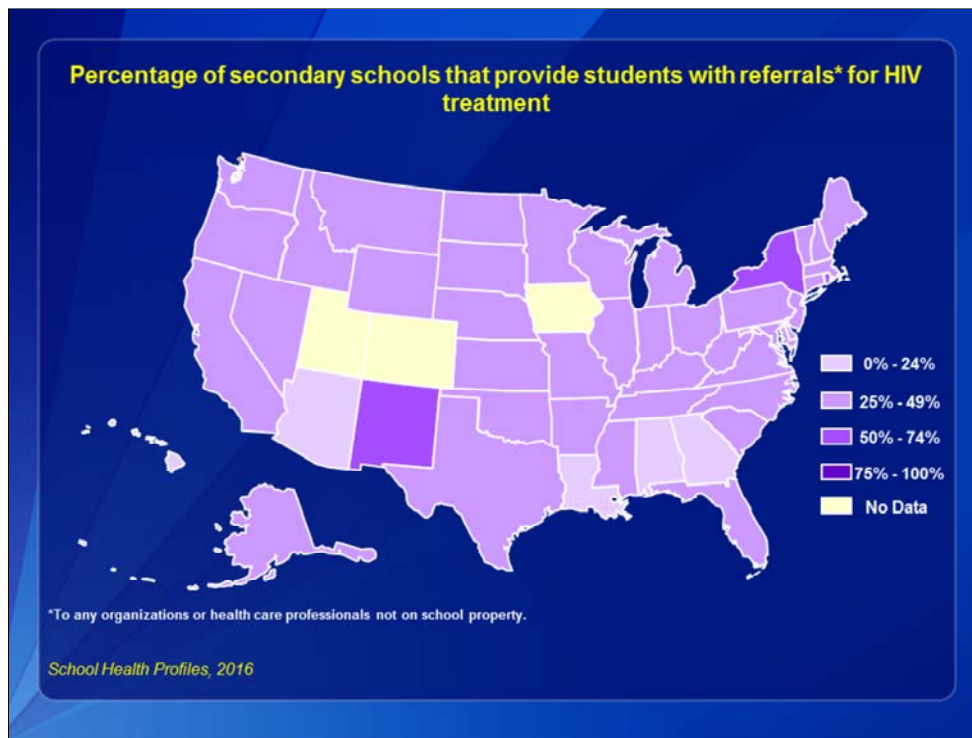 Percentage of secondary schools that provide students with referrals* for HIV
treatment
0% - 24%
25% - 49%
50% - 74%
75% - 100%
No Data
*To any organizations or health care professionals not on school property.
School Health Profiles, 2016